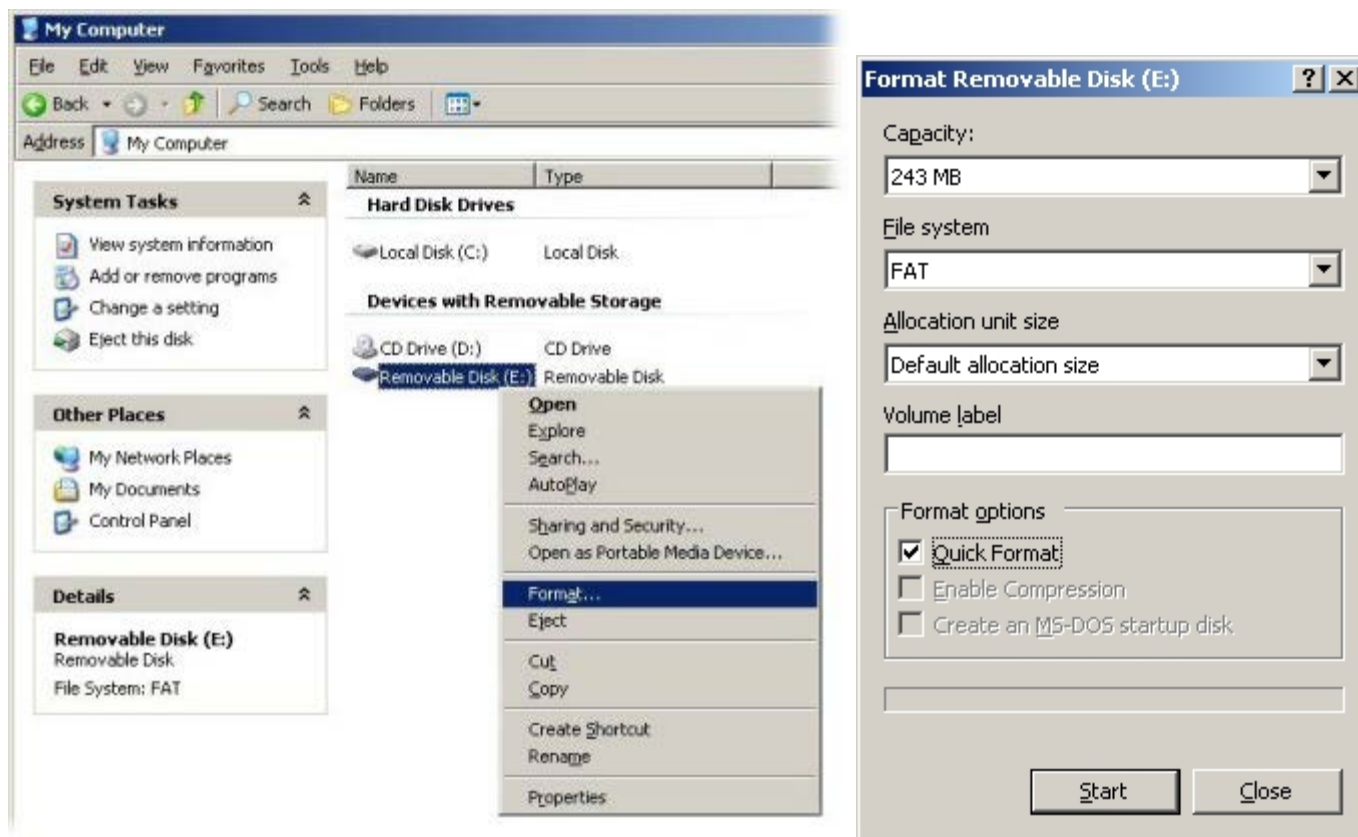 My Computer
File Edit View Favorites Tools Help
Back Search Folders
Address My Computer
Name Type
System Tasks
View system information
Add or remove programs
Change a setting
Eject this disk
Other Places
My Network Places
My Documents
Control Panel
Details
Removable Disk (E:)
Removable Disk
File System: FAT
Hard Disk Drives
Local Disk (C:) Local Disk
Devices with Removable Storage
CD Drive (D:) CD Drive
Removable Disk (E:) Removable Disk
Open
Explore
Search...
AutoPlay
Sharing and Security...
Open as Portable Media Device...
Format...
Eject
Cut
Copy
Create Shortcut
Rename
Properties
Format Removable Disk (E:)
Capacity:
243 MB
File system
FAT
Allocation unit size
Default allocation size
Volume label
Format options
Quick Format
Enable Compression
Create an MS-DOS startup disk
Start Close